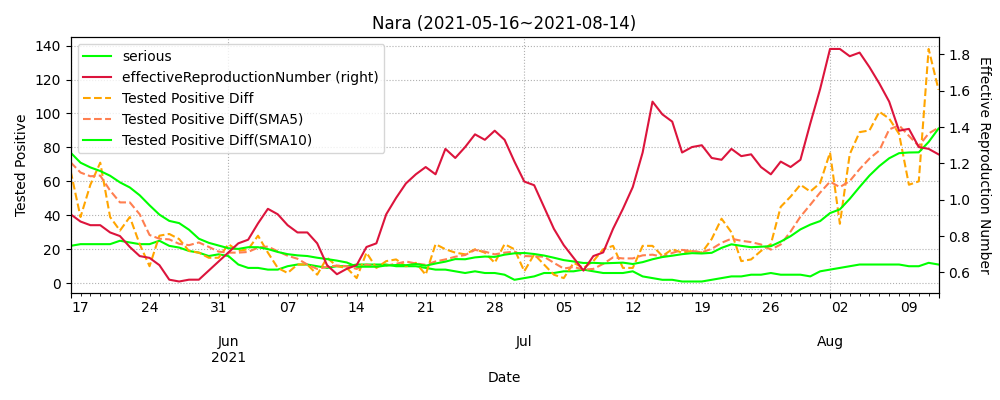 Nara (2021-05-16~2021-08-14)
serious
effectiveReproductionNumber (right)
Tested Positive Diff
Tested Positive Diff(SMA5)
Tested Positive Diff(SMA10)
Tested Positive
140
120
100
80
60
40
20
0
1.8
1.6
1.4
1.2
1.0
0.8
0.6
Effective Reproduction Number
17 24 31 07 14 21 28 05 12 19 26 02 09
Jun Jul Aug
2021
Date